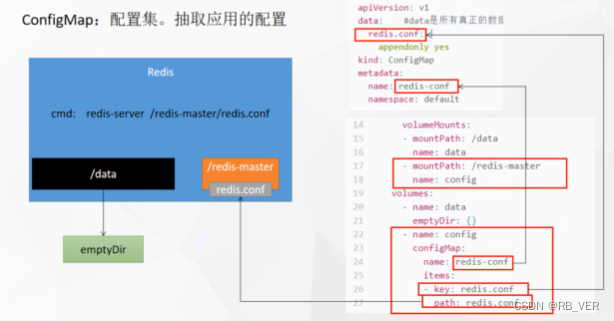 ConfigMap：配置集。抽取应用的配置
Redis
cmd: redis-server /redis-master/redis.conf
/data
/redis-master
redis.conf
emptyDir
apiVersion: v1
data: #data是所有真正的数据
redis.conf:
appendonly yes
kind: ConfigMap
metadata:
name: redis-conf
namespace: default
14 volumeMounts:
15 - mountPath: /data
16 name: data
17 - mountPath: /redis-master
18 name: config
19 volumes:
20 - name: data
21 emptyDir: {}
22 - name: config
23 configMap:
24 name: redis-conf
25 items:
26 - key: redis.conf
27 path: redis.conf
CSDN @RB_VER